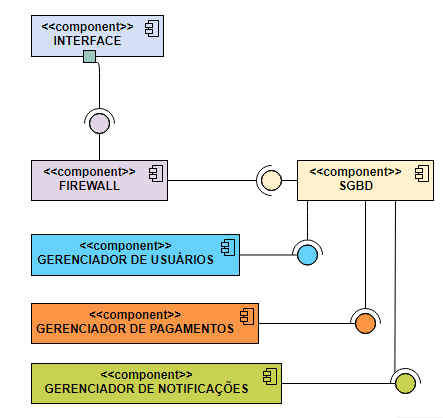 <<component>>
INTERFACE
<<component>>
FIREWALL
<<component>>
SGBD
<<component>>
GERENCIADOR DE USUÁRIOS
<<component>>
GERENCIADOR DE PAGAMENTOS
<<component>>
GERENCIADOR DE NOTIFICAÇÕES